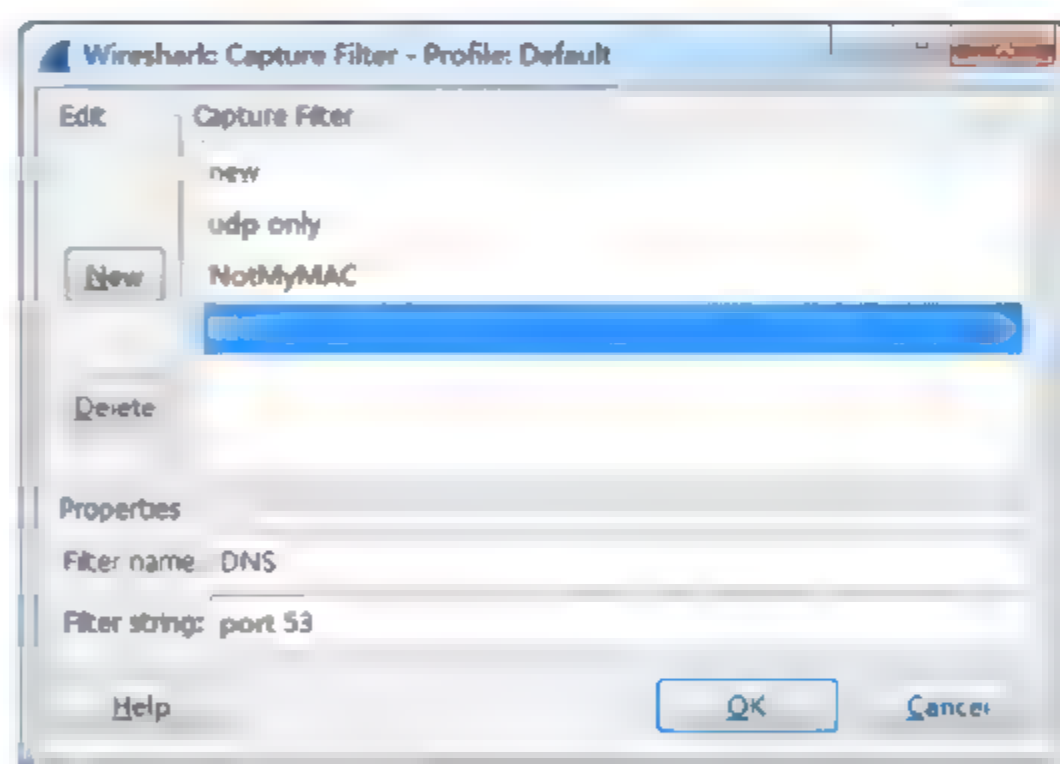 Wireshark: Capture Filter - Profile: Default
Edit
Capture Filter
new
udp only
New
NotMyMAC
Delete
Properties
Filter name DNS
Filter string: port 53
Help
OK
Cancel